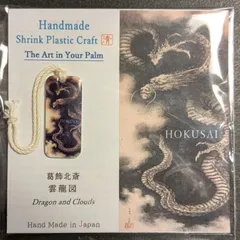 Handmade
Shrink Plastic Craft
The Art in Your Palm
HOKUSAI
葛飾北斎
雲龍図
Dragon and Clouds
Hand Made in Japan